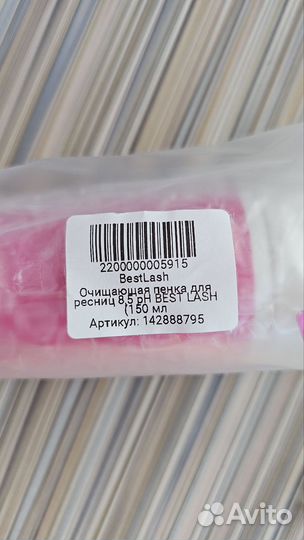 2200000005915
BestLash
Очищающая пенка для
ресниц 8,5 pH BEST LASH
(150 мл
Артикул: 142888795
Avito